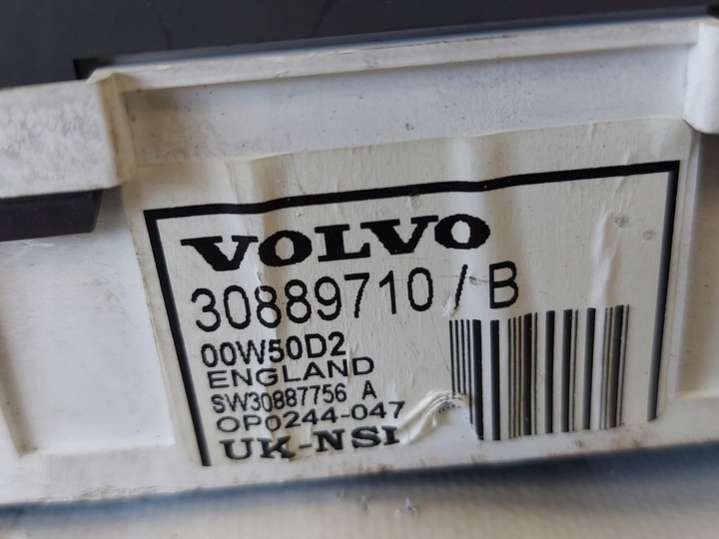 VOLVO
30889710 / B
00W50D2
ENGLAND
SW30887756 A
OP0244-047
UK-NSI